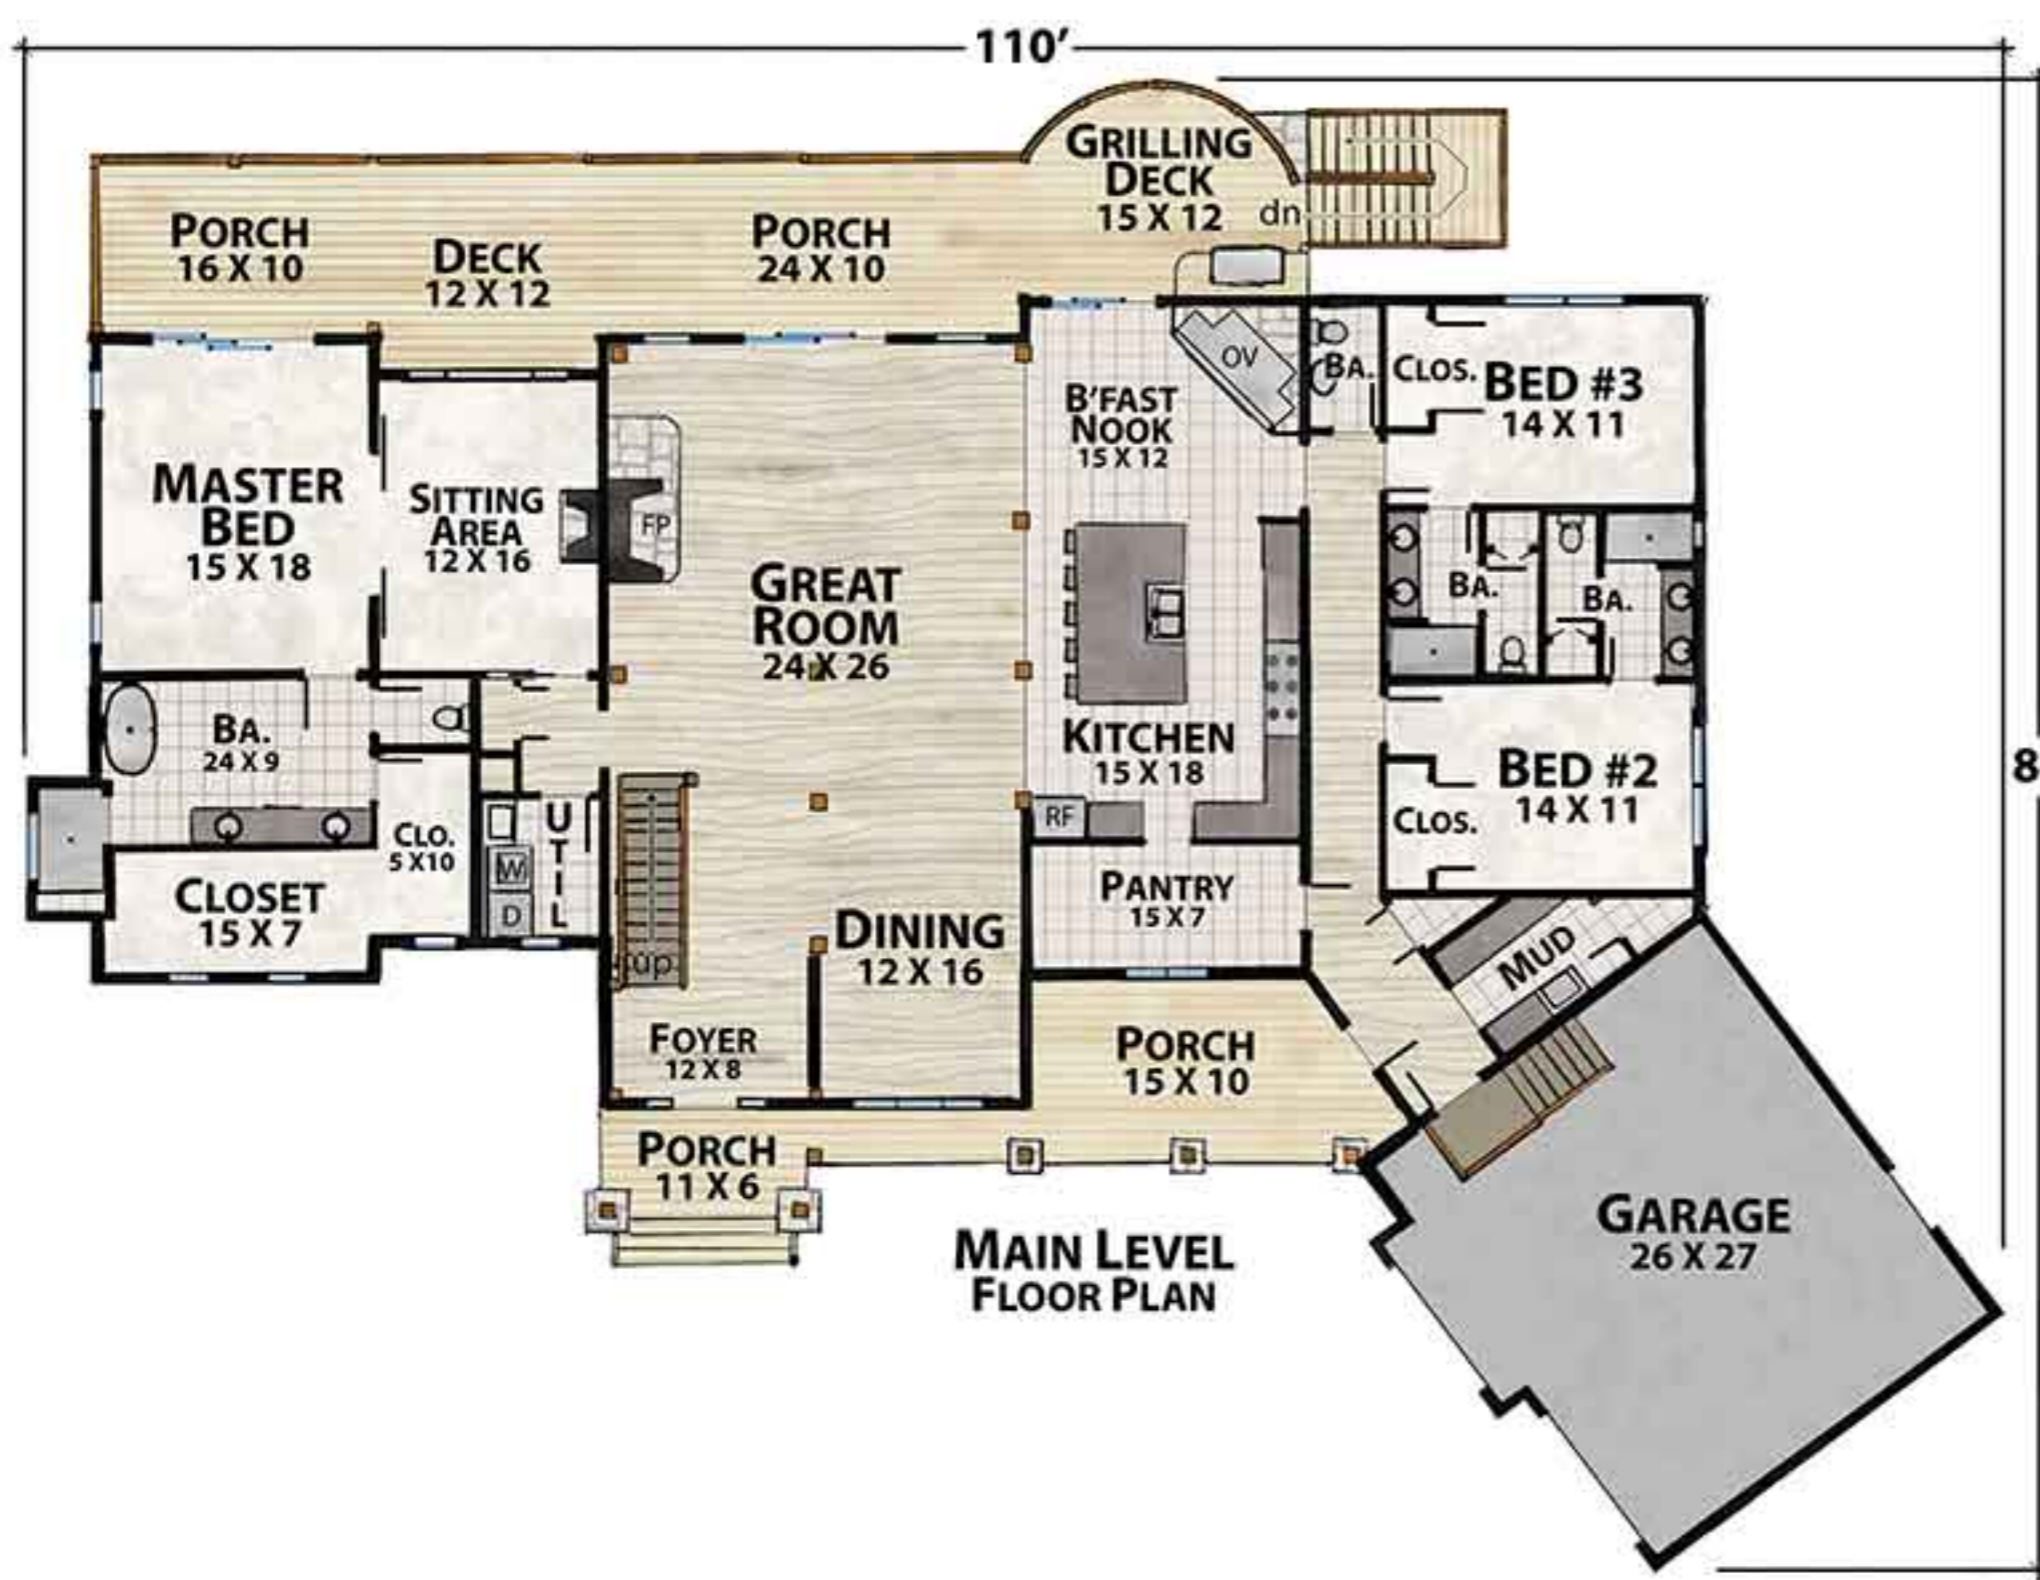 110’
GRILLING
DECK
15 X 12
dn
PORCH
16 X 10
DECK
12 X 12
PORCH
24 X 10
OV
BA.
CLOS.
BED #3
14 X 11
B’FAST
NOOK
15 X 12
MASTER
BED
15 X 18
SITTING
AREA
12 X 16
FP
GREAT
ROOM
24 X 26
BA.
BA.
BA.
24 X 9
KITCHEN
15 X 18
BED #2
14 X 11
8
RF
CLOS.
CLO.
5 X10
UTIL
W
D
CLOSET
15 X 7
PANTRY
15 X 7
DINING
12 X 16
up
MUD
FOYER
12 X 8
PORCH
15 X 10
PORCH
11 X 6
GARAGE
26 X 27
MAIN LEVEL
FLOOR PLAN